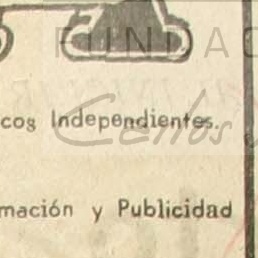 FUNDAC
cos Independientes.
Carlos
mación y Publicidad